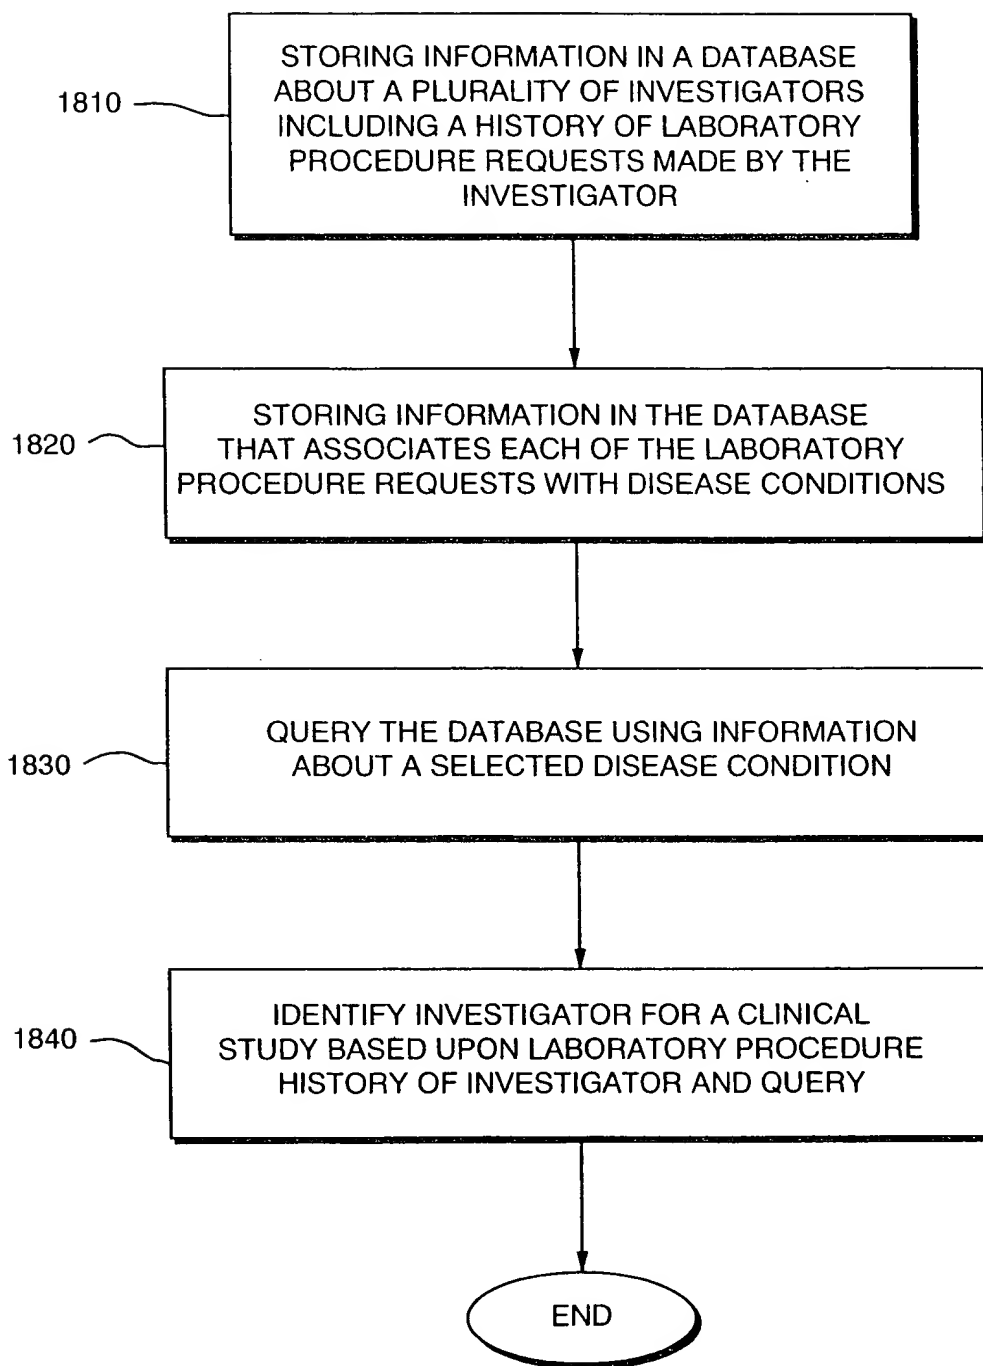 1810
STORING INFORMATION IN A DATABASE
ABOUT A PLURALITY OF INVESTIGATORS
INCLUDING A HISTORY OF LABORATORY
PROCEDURE REQUESTS MADE BY THE
INVESTIGATOR
1820
STORING INFORMATION IN THE DATABASE
THAT ASSOCIATES EACH OF THE LABORATORY
PROCEDURE REQUESTS WITH DISEASE CONDITIONS
1830
QUERY THE DATABASE USING INFORMATION
ABOUT A SELECTED DISEASE CONDITION
1840
IDENTIFY INVESTIGATOR FOR A CLINICAL
STUDY BASED UPON LABORATORY PROCEDURE
HISTORY OF INVESTIGATOR AND QUERY
END